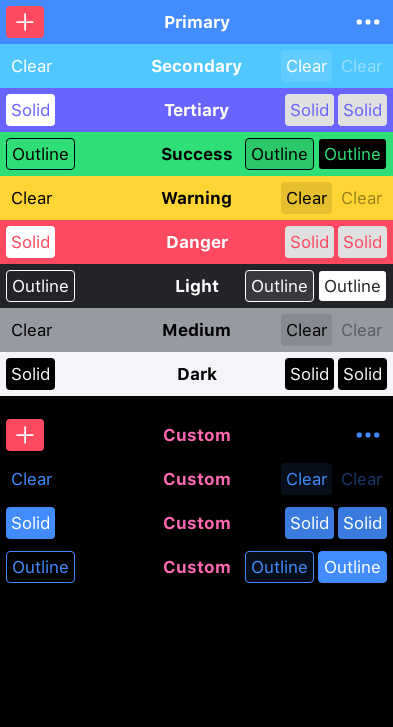 Primary
Clear Secondary Clear Clear
Solid Tertiary Solid Solid
Outline Success Outline Outline
Clear Warning Clear Clear
Solid Danger Solid Solid
Outline Light Outline Outline
Clear Medium Clear Clear
Solid Dark Solid Solid
Custom
Clear Custom Clear Clear
Solid Custom Solid Solid
Outline Custom Outline Outline